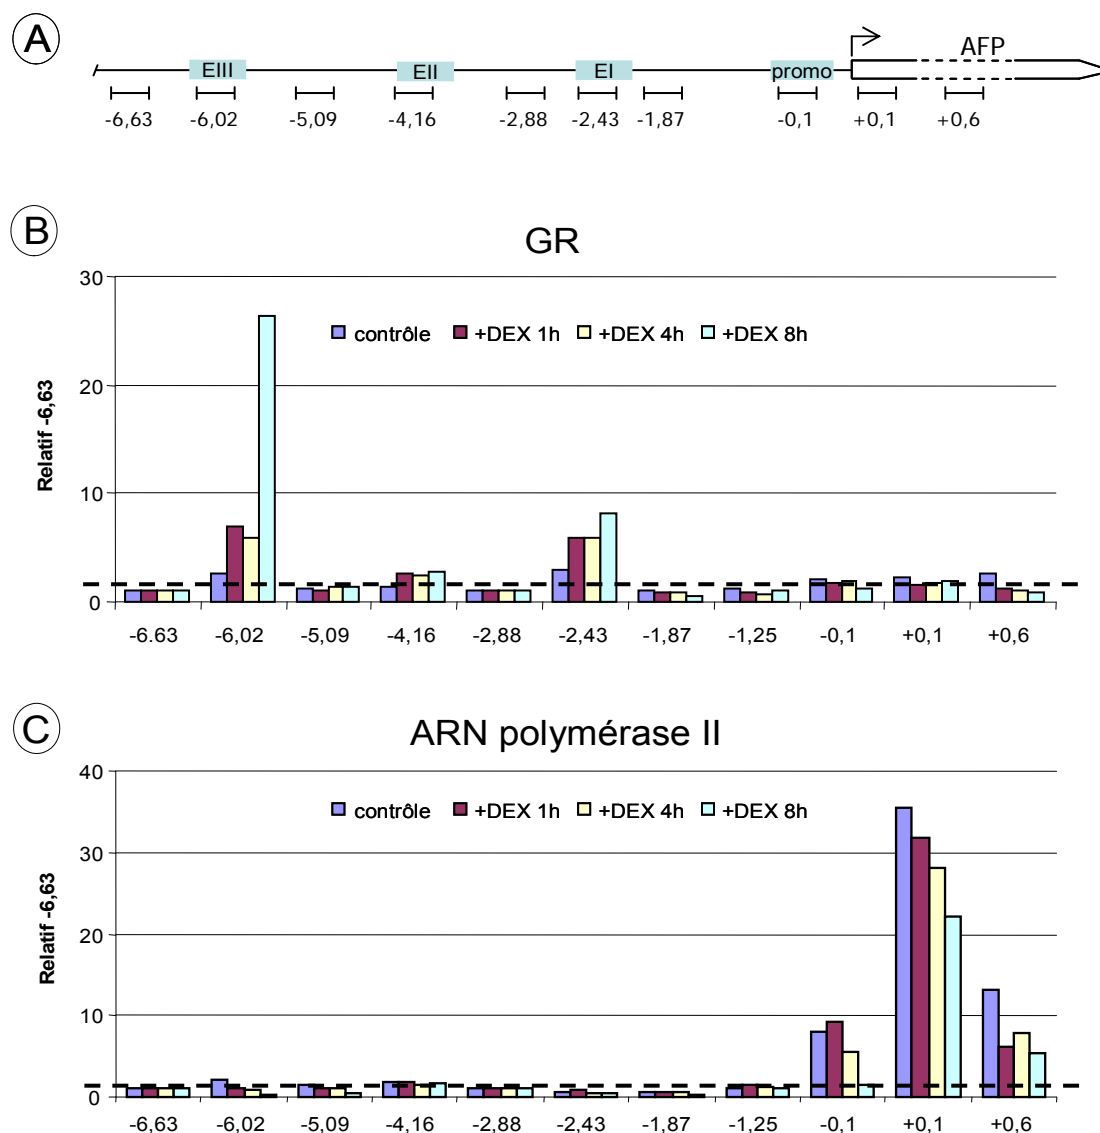 A
AFP
EIII EII EI promo
-6,63 -6,02 -5,09 -4,16 -2,88 -2,43 -1,87 -0,1 +0,1 +0,6
B
GR
30
contrôle +DEX 1h +DEX 4h +DEX 8h
20
Relatif -6,63
10
0
-6.63 -6,02 -5,09 -4,16 -2,88 -2,43 -1,87 -1,25 -0,1 +0,1 +0,6
C
ARN polymérase II
40
contrôle +DEX 1h +DEX 4h +DEX 8h
30
Relatif -6,63
20
10
0
-6,63 -6,02 -5,09 -4,16 -2,88 -2,43 -1,87 -1,25 -0,1 +0,1 +0,6